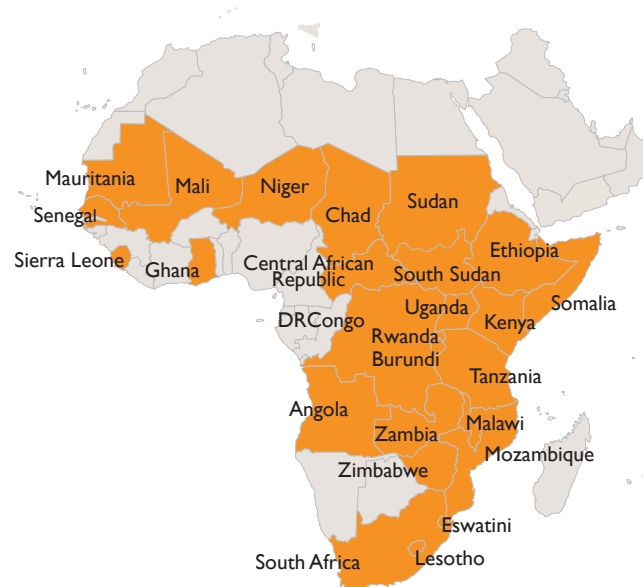 Mauritania
Mali
Niger
Chad
Sudan
Senegal
Sierra Leone
Ghana
Central African
Republic
South Sudan
Ethiopia
Somalia
DRCongo
Uganda
Kenya
Rwanda
Burundi
Tanzania
Angola
Zambia
Malawi
Zimbabwe
Mozambique
Eswatini
South Africa
Lesotho